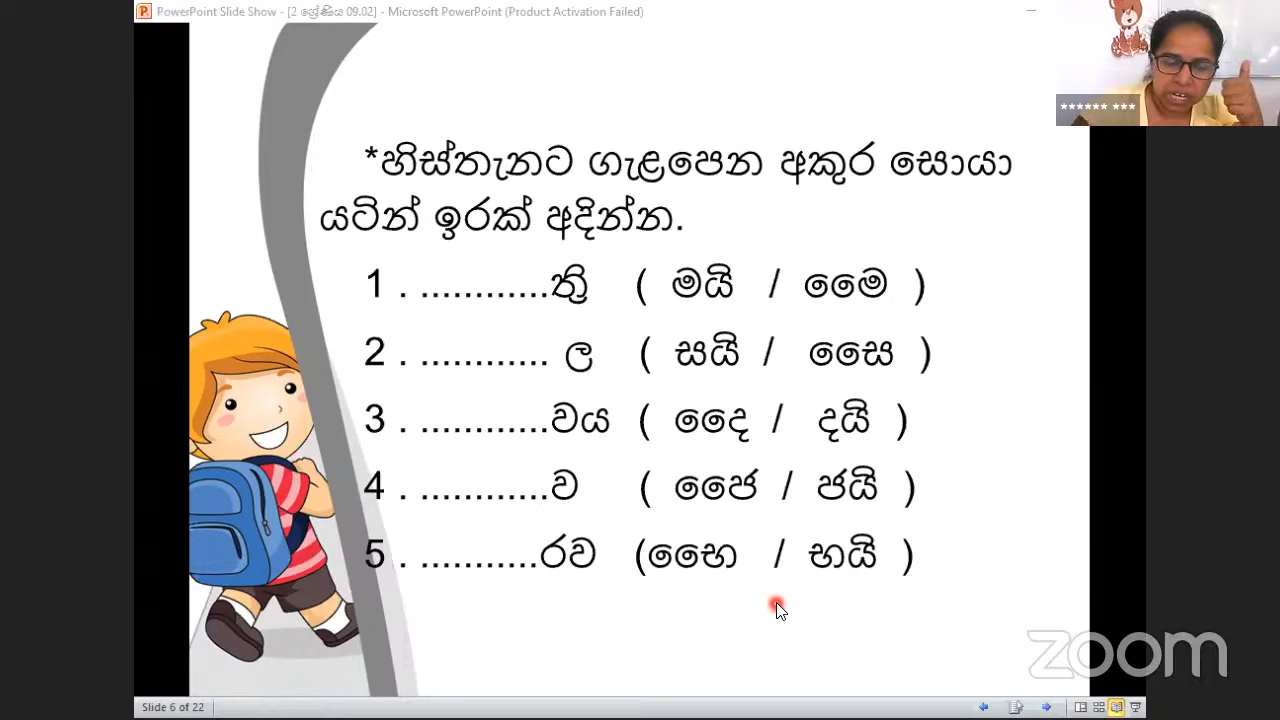 PowerPoint Slide Show - [2 ශ්‍රේණිය 09.02] - Microsoft PowerPoint (Product Activation Failed)
****** ***
*හිස්තැනට ගැළපෙන අකුර සොයා
යටින් ඉරක් අඳින්න.
1 . ............ත්‍රි ( මයි / මෛ )
2 . ............ ල ( සයි / සෛ )
3 . ............වය ( දෛ / දයි )
4 . ............ව ( ජෛ / ජයි )
5 . ...........රව (භෛ / භයි )
zoom
Slide 6 of 22